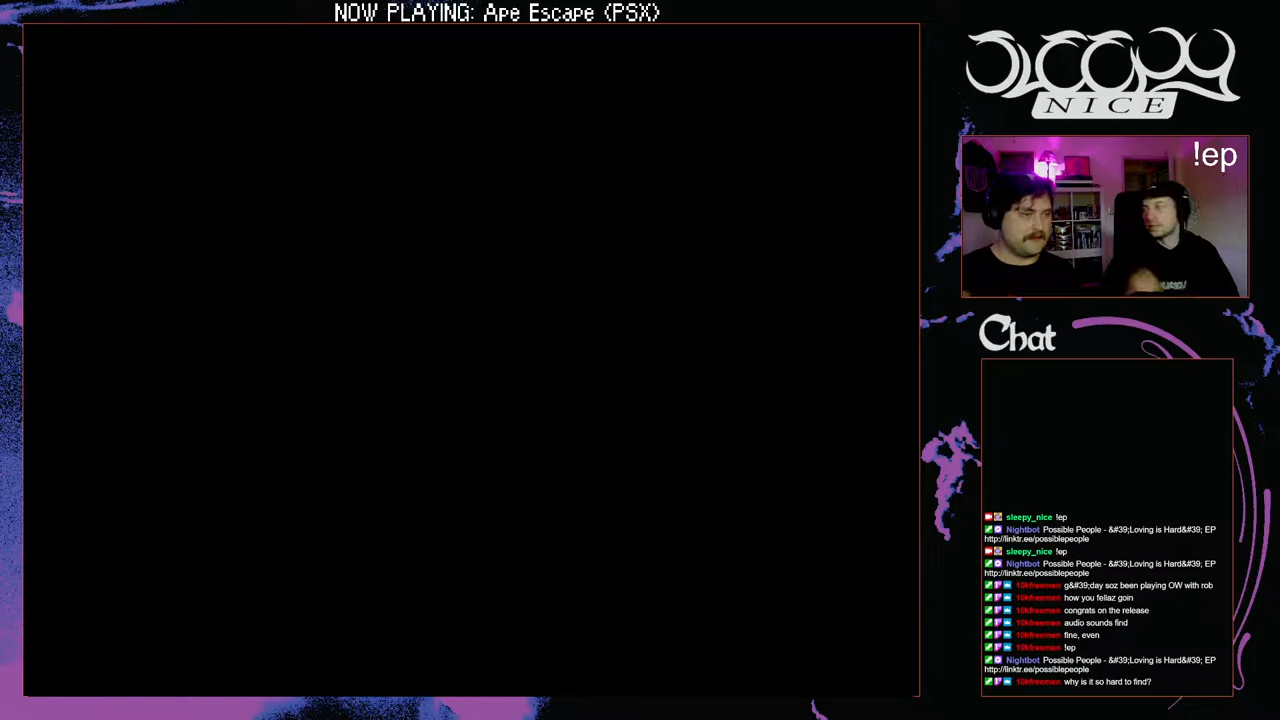 NOW PLAYING: Ape Escape (PSX)
SLEEPY
NICE
!ep
Chat
sleepy_nice !ep
Nightbot Possible People - &#39;Loving is Hard&#39; EP
http://linktr.ee/possiblepeople
sleepy_nice !ep
Nightbot Possible People - &#39;Loving is Hard&#39; EP
http://linktr.ee/possiblepeople
10kfreemen g&#39;day soz been playing OW with rob
10kfreemen how you fellaz goin
10kfreemen congrats on the release
10kfreemen audio sounds find
10kfreemen fine, even
10kfreemen !ep
Nightbot Possible People - &#39;Loving is Hard&#39; EP
http://linktr.ee/possiblepeople
10kfreemen why is it so hard to find?